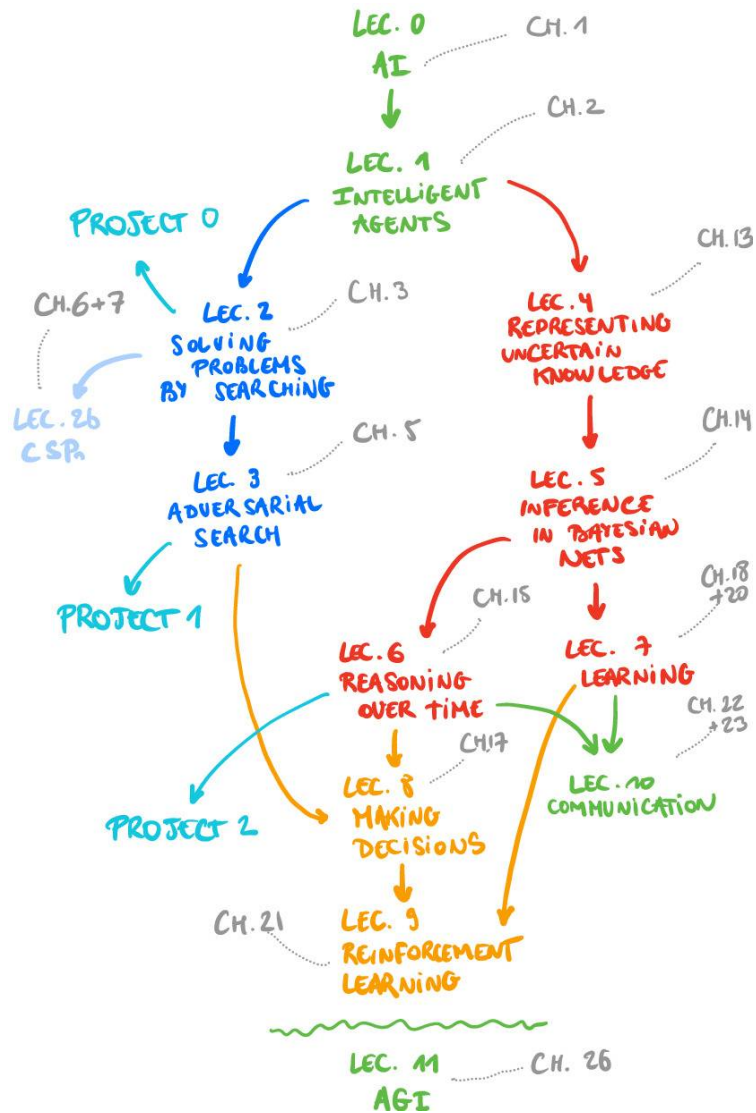 LEC. 0
AI
CH. 1
CH. 2
LEC. 1
INTELLIGENT
AGENTS
PROJECT 0
CH. 13
CH. 6+7
CH. 3
LEC. 2
SOLVING
PROBLEMS
BY SEARCHING
LEC. 4
REPRESENTING
UNCERTAIN
KNOWLEDGE
LEC. 2b
CSPs
CH. 5
CH. 14
LEC. 3
ADVERSARIAL
SEARCH
LEC. 5
INFERENCE
IN BAYESIAN
NETS
PROJECT 1
CH. 15
CH. 18
+20
LEC. 6
REASONING
OVER TIME
LEC. 7
LEARNING
CH. 22
+23
CH.17
LEC. 8
MAKING
DECISIONS
LEC. 10
COMMUNICATION
PROJECT 2
CH. 21
LEC. 9
REINFORCEMENT
LEARNING
LEC. 11
AGI
CH. 26